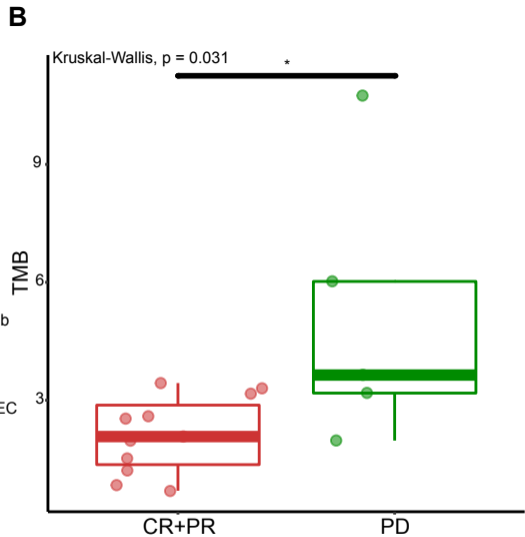 B
Kruskal-Wallis, p = 0.031
*
9
TMB
6
b
3
EC
CR+PR
PD